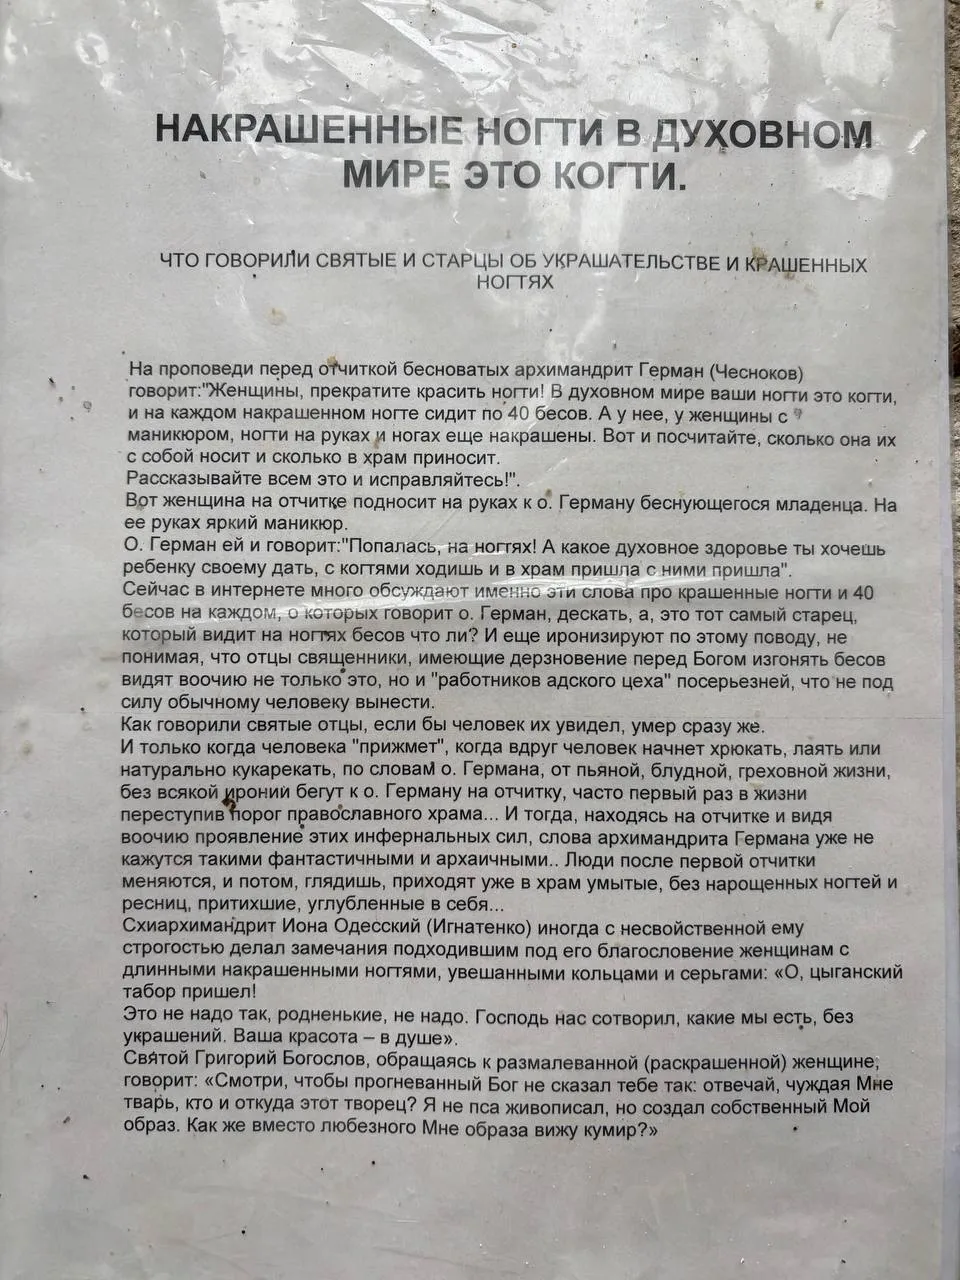 НАКРАШЕННЫЕ НОГТИ В ДУХОВНОМ
МИРЕ ЭТО КОГТИ.
ЧТО ГОВОРИЛИ СВЯТЫЕ И СТАРЦЫ ОБ УКРАШАТЕЛЬСТВЕ И КРАШЕННЫХ
НОГТЯХ
На проповеди перед отчиткой бесноватых архимандрит Герман (Чесноков)
говорит:"Женщины, прекратите красить ногти! В духовном мире ваши ногти это когти,
и на каждом накрашенном ногте сидит по 40 бесов. А у нее, у женщины с
маникюром, ногти на руках и ногах еще накрашены. Вот и посчитайте, сколько она их
с собой носит и сколько в храм приносит.
Рассказывайте всем это и исправляйтесь!".
Вот женщина на отчитке подносит на руках к о. Герману беснующегося младенца. На
ее руках яркий маникюр.
О. Герман ей и говорит:"Попалась, на ногтях! А какое духовное здоровье ты хочешь
ребенку своему дать, с когтями ходишь и в храм пришла с ними пришла".
Сейчас в интернете много обсуждают именно эти слова про крашенные ногти и 40
бесов на каждом, о которых говорит о. Герман, дескать, а, это тот самый старец,
который видит на ногтях бесов что ли? И еще иронизируют по этому поводу, не
понимая, что отцы священники, имеющие дерзновение перед Богом изгонять бесов
видят воочию не только это, но и "работников адского цеха" посерьезней, что не под
силу обычному человеку вынести.
Как говорили святые отцы, если бы человек их увидел, умер сразу же.
И только когда человека "прижмет", когда вдруг человек начнет хрюкать, лаять или
натурально кукарекать, по словам о. Германа, от пьяной, блудной, греховной жизни,
без всякой иронии бегут к о. Герману на отчитку, часто первый раз в жизни
переступив порог православного храма... И тогда, находясь на отчитке и видя
воочию проявление этих инфернальных сил, слова архимандрита Германа уже не
кажутся такими фантастичными и архаичными.. Люди после первой отчитки
меняются, и потом, глядишь, приходят уже в храм умытые, без нарощенных ногтей и
ресниц, притихшие, углубленные в себя...
Схиархимандрит Иона Одесский (Игнатенко) иногда с несвойственной ему
строгостью делал замечания подходившим под его благословение женщинам с
длинными накрашенными ногтями, увешанными кольцами и серьгами: «О, цыганский
табор пришел!
Это не надо так, родненькие, не надо. Господь нас сотворил, какие мы есть, без
украшений. Ваша красота – в душе».
Святой Григорий Богослов, обращаясь к размалеванной (раскрашенной) женщине,
говорит: «Смотри, чтобы прогневанный Бог не сказал тебе так: отвечай, чуждая Мне
тварь, кто и откуда этот творец? Я не пса живописал, но создал собственный Мой
образ. Как же вместо любезного Мне образа вижу кумир?»